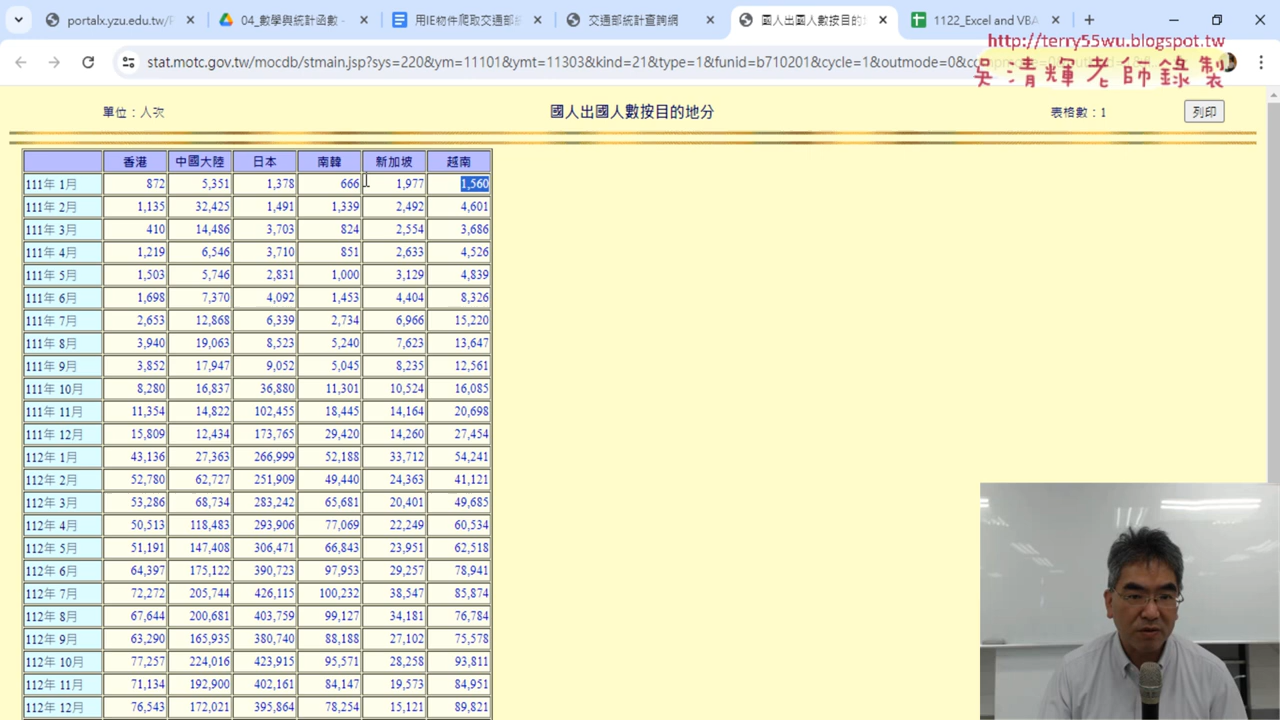 portalx.yzu.edu.tw/F
04_數學與統計函數 -
用IE物件爬取交通部統
交通部統計查詢網
國人出國人數按目的地
1122_Excel and VBA
http://terry55wu.blogspot.tw
stat.motc.gov.tw/mocdb/stmain.jsp?sys=220&ym=11101&ymt=11303&kind=21&type=1&funid=b710201&cycle=1&outmode=0&co
吳清輝老師錄製
單位：人次
國人出國人數按目的地分
表格數：1
列印
香港 中國大陸 日本 南韓 新加坡 越南
111年 1月 872 5,351 1,378 666 1,977 1,560
111年 2月 1,135 32,425 1,491 1,339 2,492 4,601
111年 3月 410 14,486 3,703 824 2,554 3,686
111年 4月 1,219 6,546 3,710 851 2,633 4,526
111年 5月 1,503 5,746 2,831 1,000 3,129 4,839
111年 6月 1,698 7,370 4,092 1,453 4,404 8,326
111年 7月 2,653 12,868 6,339 2,734 6,966 15,220
111年 8月 3,940 19,063 8,523 5,240 7,623 13,647
111年 9月 3,852 17,947 9,052 5,045 8,235 12,561
111年 10月 8,280 16,837 36,880 11,301 10,524 16,085
111年 11月 11,354 14,822 102,455 18,445 14,164 20,698
111年 12月 15,809 12,434 173,765 29,420 14,260 27,454
112年 1月 43,136 27,363 266,999 52,188 33,712 54,241
112年 2月 52,780 62,727 251,909 49,440 24,363 41,121
112年 3月 53,286 68,734 283,242 65,681 20,401 49,685
112年 4月 50,513 118,483 293,906 77,069 22,249 60,534
112年 5月 51,191 147,408 306,471 66,843 23,951 62,518
112年 6月 64,397 175,122 390,723 97,953 29,257 78,941
112年 7月 72,272 205,744 426,115 100,232 38,547 85,874
112年 8月 67,644 200,681 403,759 99,127 34,181 76,784
112年 9月 63,290 165,935 380,740 88,188 27,102 75,578
112年 10月 77,257 224,016 423,915 95,571 28,258 93,811
112年 11月 71,134 192,900 402,161 84,147 19,573 84,951
112年 12月 76,543 172,021 395,864 78,254 15,121 89,821